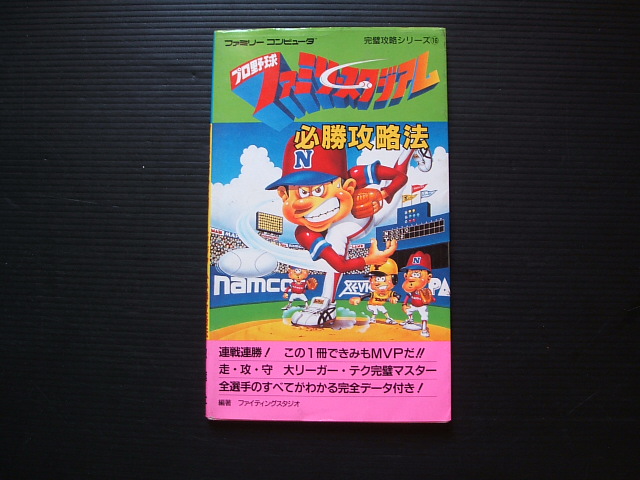 ファミリーコンピュータ
完璧攻略シリーズ⑯
プロ野球
ファミリースタジアム
必勝攻略法
N
namco
XEVI
N
PA
連戦連勝! この1冊できみもMVPだ!!
走・攻・守 大リーガー・テク完璧マスター
全選手のすべてがわかる完全データ付き!
編著 ファイティングスタジオ